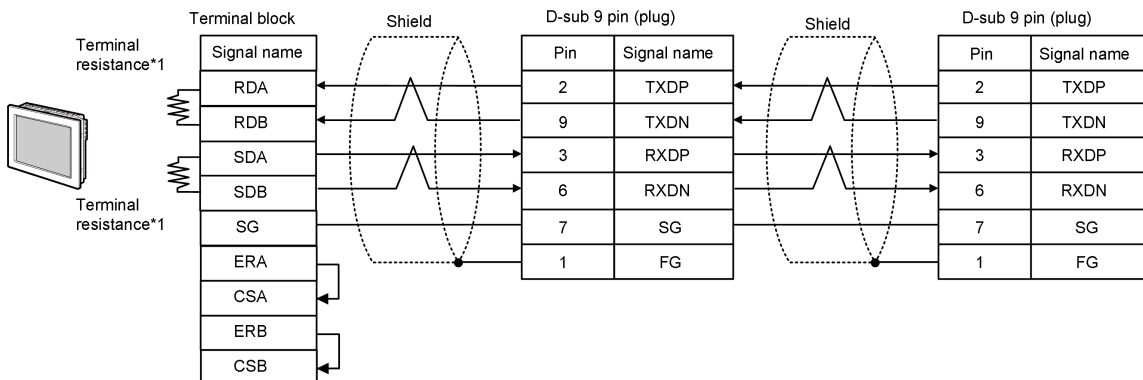 Terminal block
Shield
D-sub 9 pin (plug)
Shield
D-sub 9 pin (plug)
Terminal
resistance*1
Signal name
Pin Signal name
Pin Signal name
RDA 2 TXDP 2 TXDP
RDB 9 TXDN 9 TXDN
SDA 3 RXDP 3 RXDP
SDB 6 RXDN 6 RXDN
Terminal
resistance*1
SG 7 SG 7 SG
ERA 1 FG 1 FG
CSA
ERB
CSB